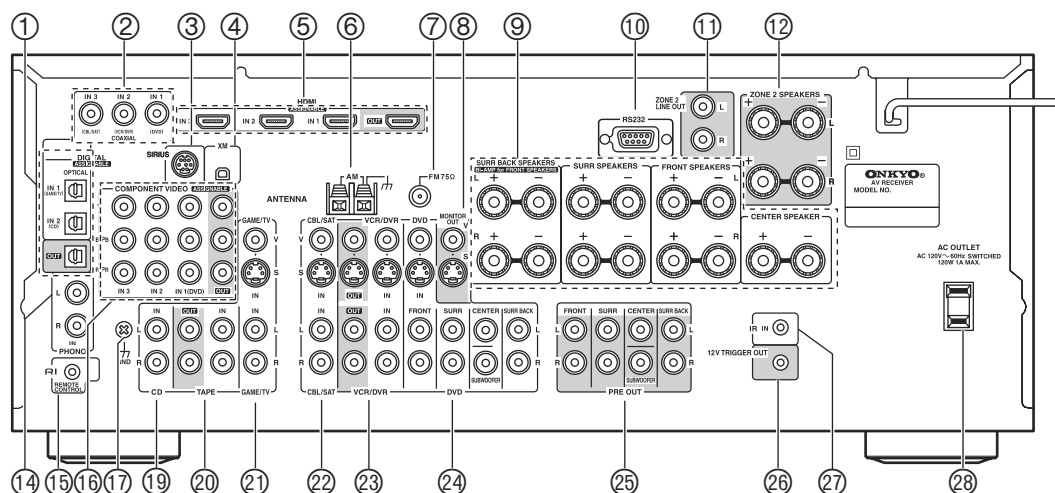 ① ② ③ ④ ⑤ ⑥ ⑦ ⑧ ⑨ ⑩ ⑪ ⑫
IN 3 IN 2 IN 1
(CBL/SAT) (VCR/DVR) (DVD)
COAXIAL
HDMI
ASSIGNABLE
IN 3 IN 2 IN 1 OUT
DIGITAL
ASSIGNABLE
OPTICAL
IN 1
(GAME/TV)
IN 2
(CD)
OUT
SIRIUS
XM
COMPONENT VIDEO ASSIGNABLE
PB
PR
IN 3 IN 2 IN 1(DVD) OUT
ANTENNA
AM
FM 75Ω
RS232
ZONE 2
LINE OUT
L
R
ZONE 2 SPEAKERS
+ −
L
+ −
R
SURR BACK SPEAKERS
BI-AMP for FRONT SPEAKERS
L + −
R
SURR SPEAKERS
+ −
FRONT SPEAKERS
+ − L
R
CENTER SPEAKER
+ −
ONKYO®
AV RECEIVER
MODEL NO.
AC OUTLET
AC 120V～60Hz SWITCHED
120W 1A MAX.
GAME/TV
V
S
IN
CBL/SAT VCR/DVR DVD MONITOR
OUT
V V
S S
IN OUT IN IN
L
R
IN
PHONO
RI
REMOTE
CONTROL
GND
IN OUT IN IN
L L
R R
CD TAPE GAME/TV
IN OUT IN FRONT SURR CENTER SURR BACK
L L
R R
SUBWOOFER
CBL/SAT VCR/DVR DVD
FRONT SURR CENTER SURR BACK
L L
R R
SUBWOOFER
PRE OUT
IR IN
12V TRIGGER OUT
⑭ ⑮ ⑯ ⑰ ⑲ ⑳ ㉑ ㉒ ㉓ ㉔ ㉕ ㉖ ㉗ ㉘